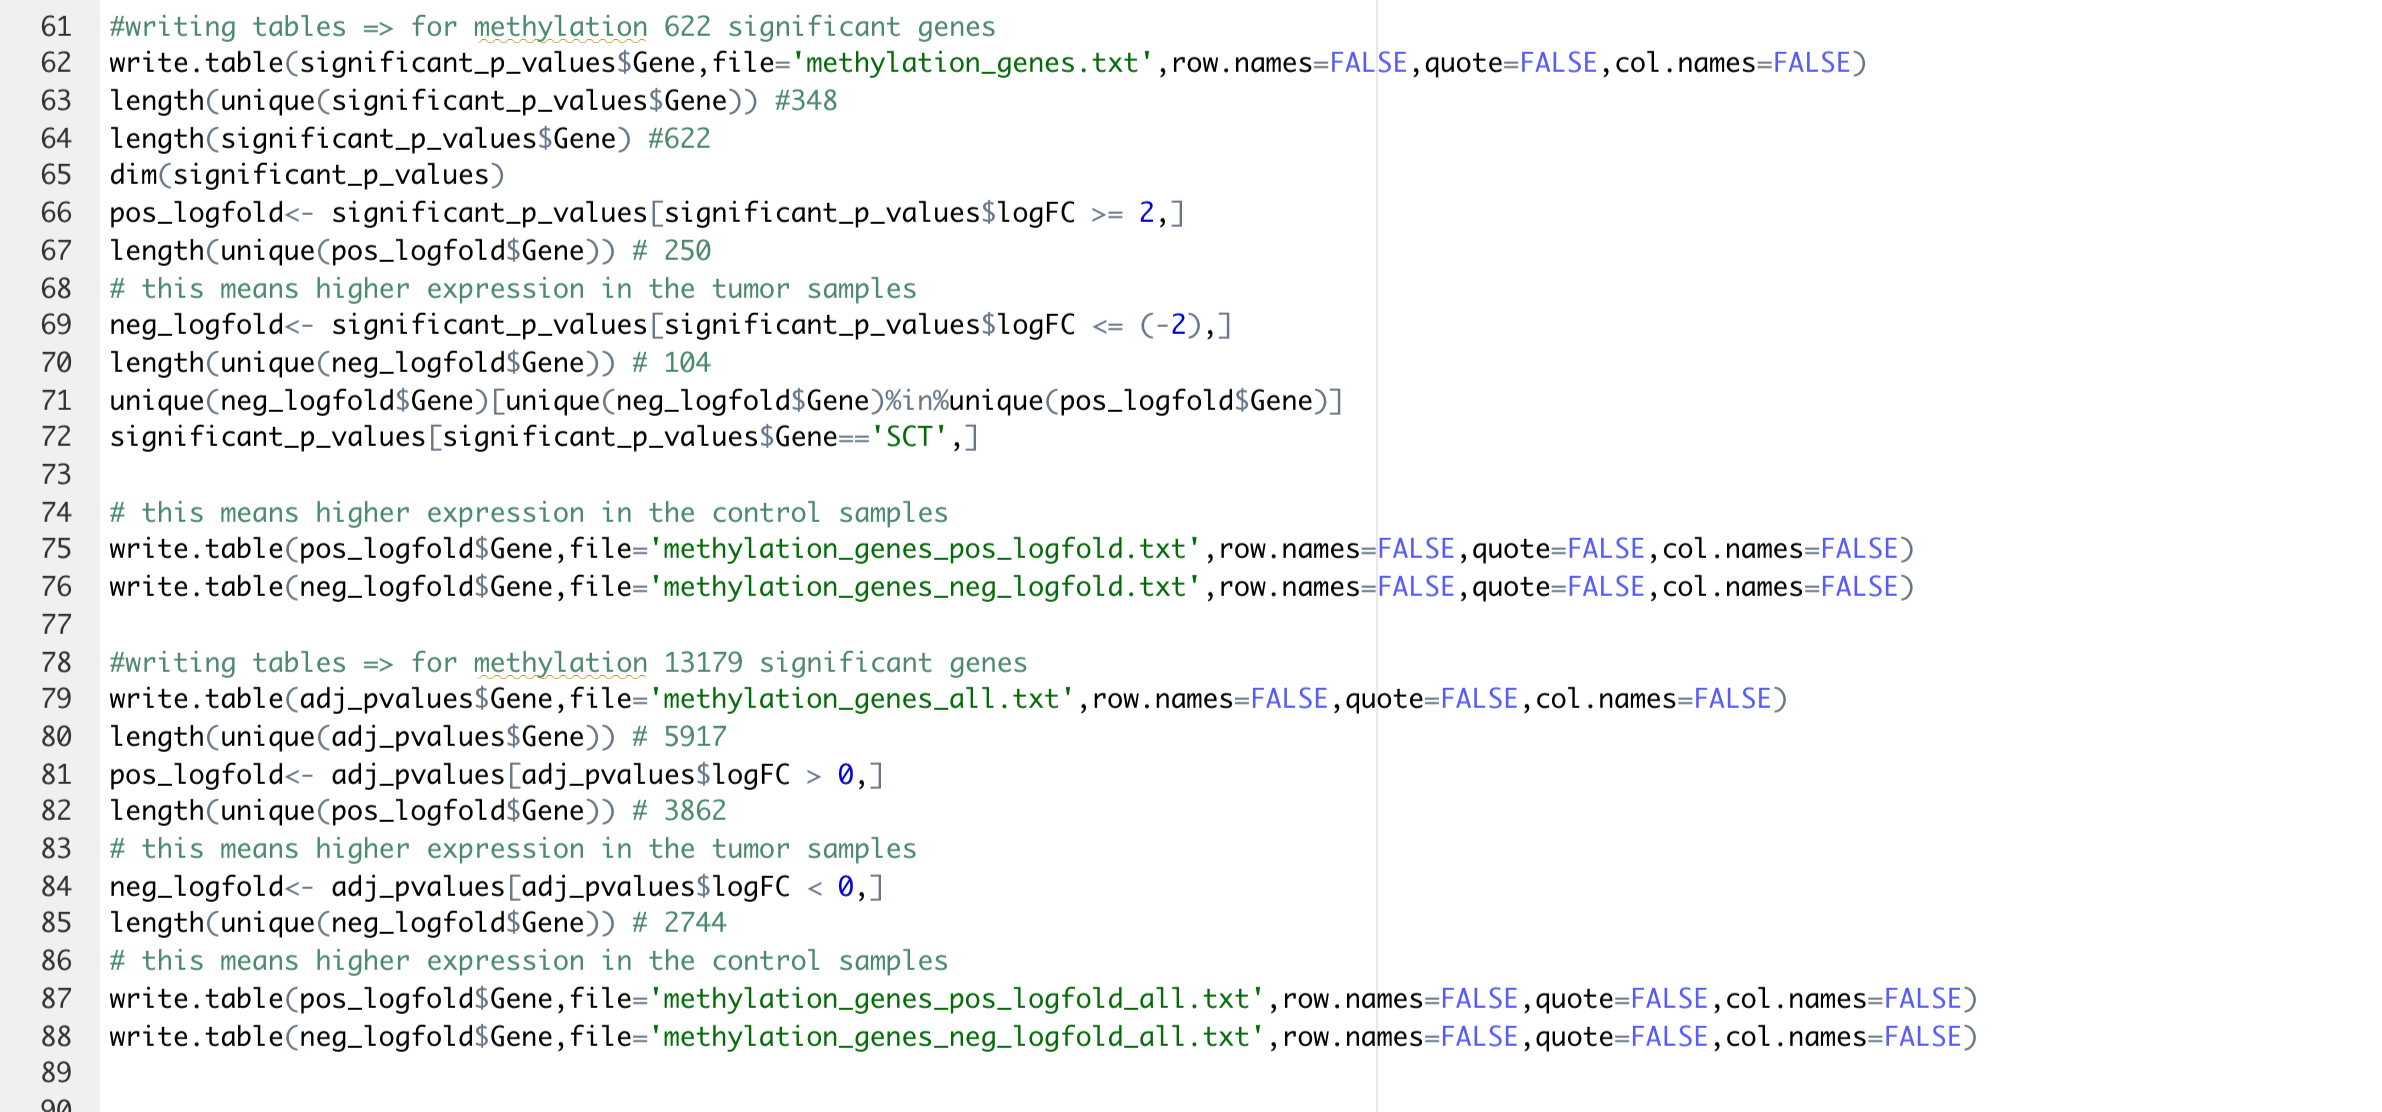 61 #writing tables => for methylation 622 significant genes
62 write.table(significant_p_values$Gene,file='methylation_genes.txt',row.names=FALSE,quote=FALSE,col.names=FALSE)
63 length(unique(significant_p_values$Gene)) #348
64 length(significant_p_values$Gene) #622
65 dim(significant_p_values)
66 pos_logfold<- significant_p_values[significant_p_values$logFC >= 2,]
67 length(unique(pos_logfold$Gene)) # 250
68 # this means higher expression in the tumor samples
69 neg_logfold<- significant_p_values[significant_p_values$logFC <= (-2),]
70 length(unique(neg_logfold$Gene)) # 104
71 unique(neg_logfold$Gene)[unique(neg_logfold$Gene)%in%unique(pos_logfold$Gene)]
72 significant_p_values[significant_p_values$Gene=='SCT',]
73
74 # this means higher expression in the control samples
75 write.table(pos_logfold$Gene,file='methylation_genes_pos_logfold.txt',row.names=FALSE,quote=FALSE,col.names=FALSE)
76 write.table(neg_logfold$Gene,file='methylation_genes_neg_logfold.txt',row.names=FALSE,quote=FALSE,col.names=FALSE)
77
78 #writing tables => for methylation 13179 significant genes
79 write.table(adj_pvalues$Gene,file='methylation_genes_all.txt',row.names=FALSE,quote=FALSE,col.names=FALSE)
80 length(unique(adj_pvalues$Gene)) # 5917
81 pos_logfold<- adj_pvalues[adj_pvalues$logFC > 0,]
82 length(unique(pos_logfold$Gene)) # 3862
83 # this means higher expression in the tumor samples
84 neg_logfold<- adj_pvalues[adj_pvalues$logFC < 0,]
85 length(unique(neg_logfold$Gene)) # 2744
86 # this means higher expression in the control samples
87 write.table(pos_logfold$Gene,file='methylation_genes_pos_logfold_all.txt',row.names=FALSE,quote=FALSE,col.names=FALSE)
88 write.table(neg_logfold$Gene,file='methylation_genes_neg_logfold_all.txt',row.names=FALSE,quote=FALSE,col.names=FALSE)
89
90